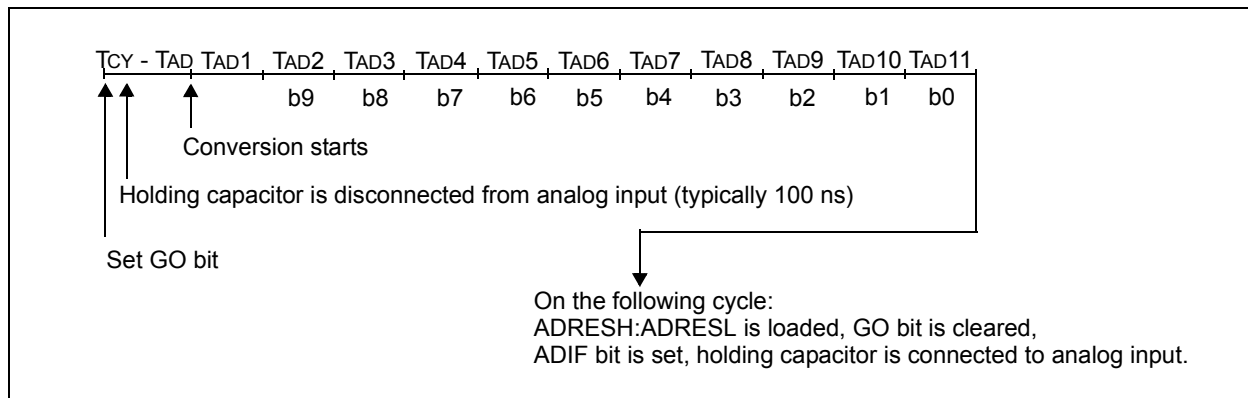 TCY - TAD TAD1 TAD2 TAD3 TAD4 TAD5 TAD6 TAD7 TAD8 TAD9 TAD10 TAD11
b9 b8 b7 b6 b5 b4 b3 b2 b1 b0
Conversion starts
Holding capacitor is disconnected from analog input (typically 100 ns)
Set GO bit
On the following cycle:
ADRESH:ADRESL is loaded, GO bit is cleared,
ADIF bit is set, holding capacitor is connected to analog input.